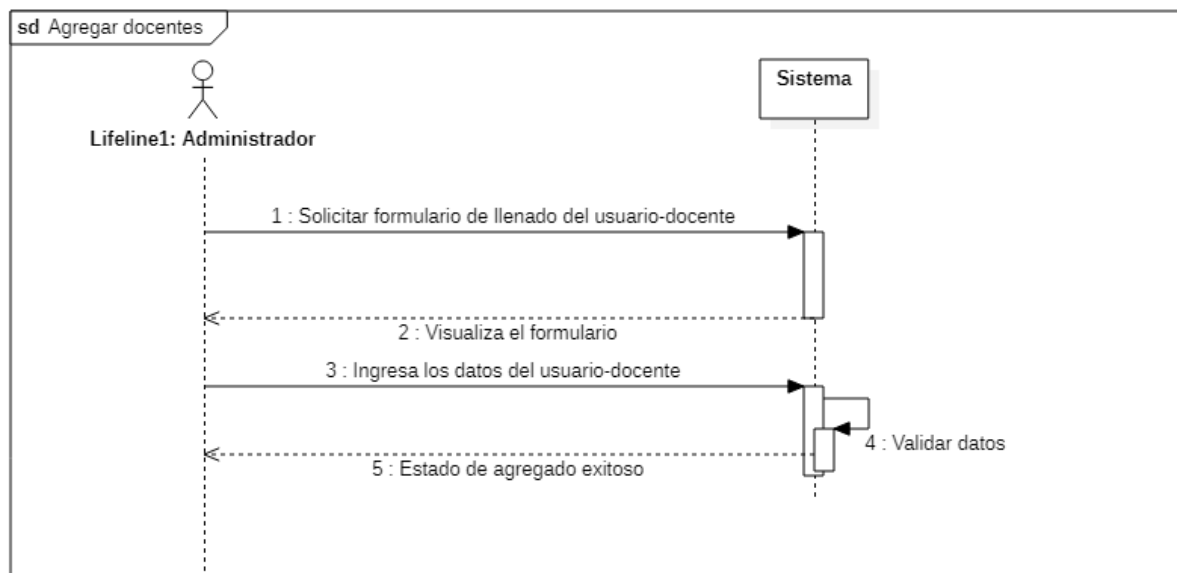 sd Agregar docentes
Sistema
Lifeline1: Administrador
1 : Solicitar formulario de llenado del usuario-docente
2 : Visualiza el formulario
3 : Ingresa los datos del usuario-docente
4 : Validar datos
5 : Estado de agregado exitoso